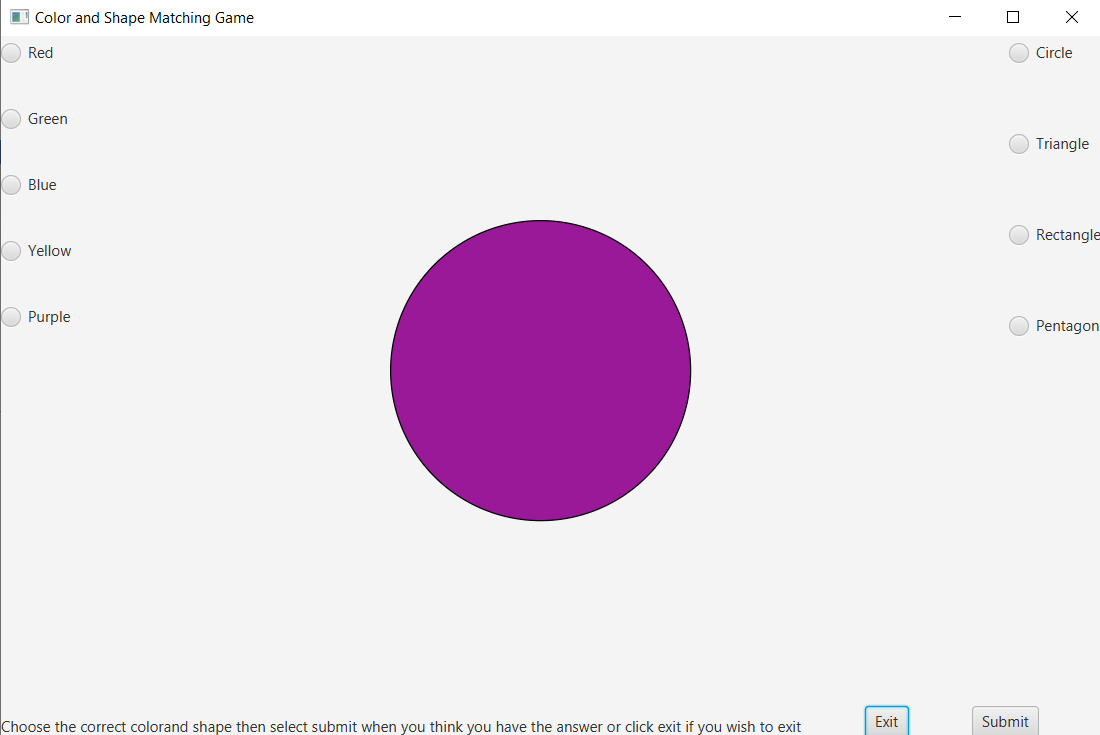 Color and Shape Matching Game
Red
Circle
Green
Triangle
Blue
Rectangle
Yellow
Purple
Pentagon
Choose the correct colorand shape then select submit when you think you have the answer or click exit if you wish to exit
Exit
Submit